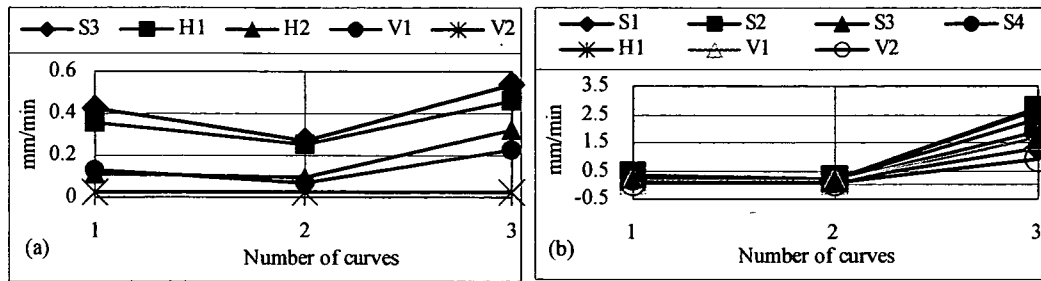 S3 H1 H2 V1 V2
0.6
0.4
0.2
0
mm/min
1 2 3
(a) Number of curves
S1 S2 S3 S4
H1 V1 V2
3.5
2.5
1.5
0.5
-0.5
mm/min
1 2 3
(b) Number of curves